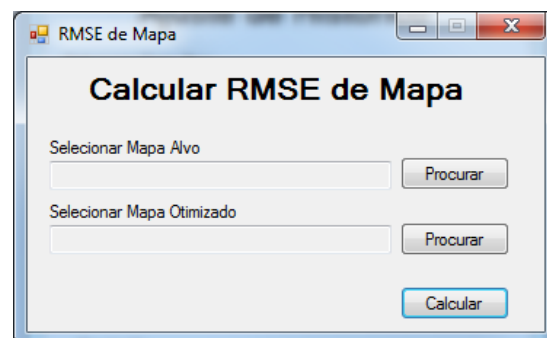 RMSE de Mapa
Calcular RMSE de Mapa
Selecionar Mapa Alvo
Procurar
Selecionar Mapa Otimizado
Procurar
Calcular